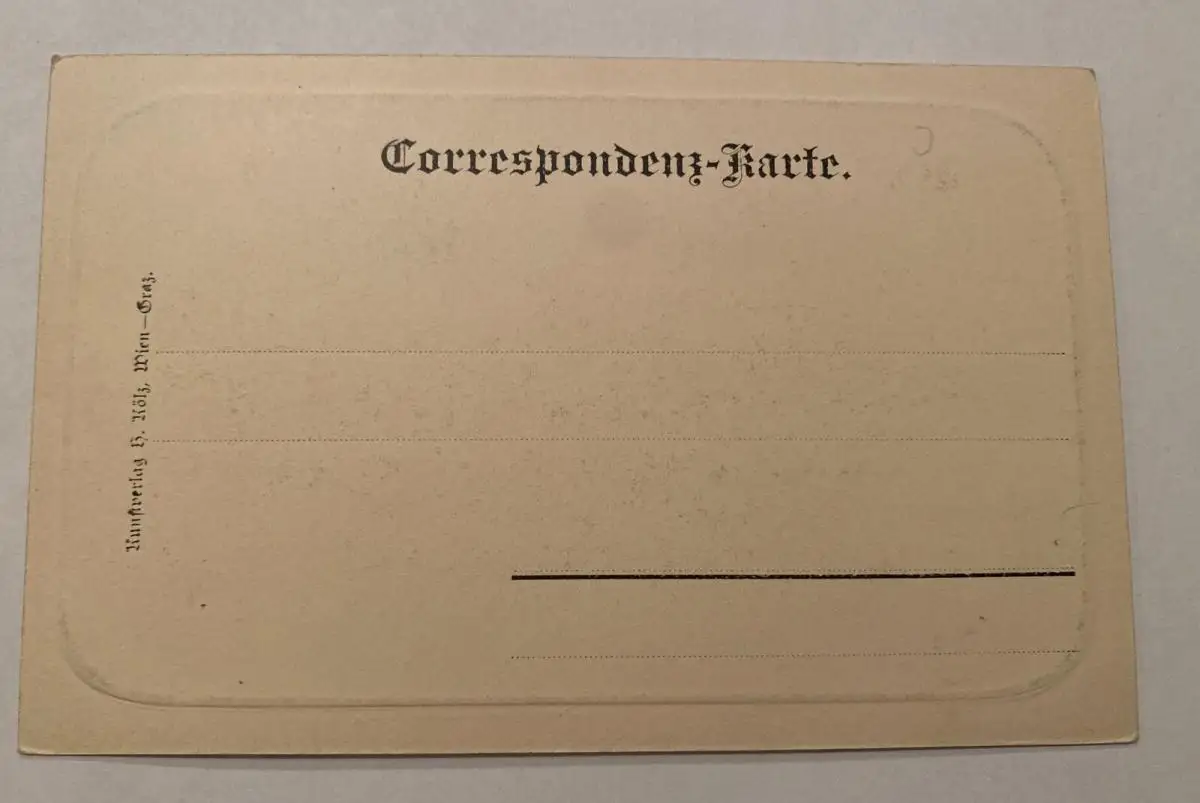 Correspondenz-Karte.
Kunstverlag H. Kölz, Wien—Graz.